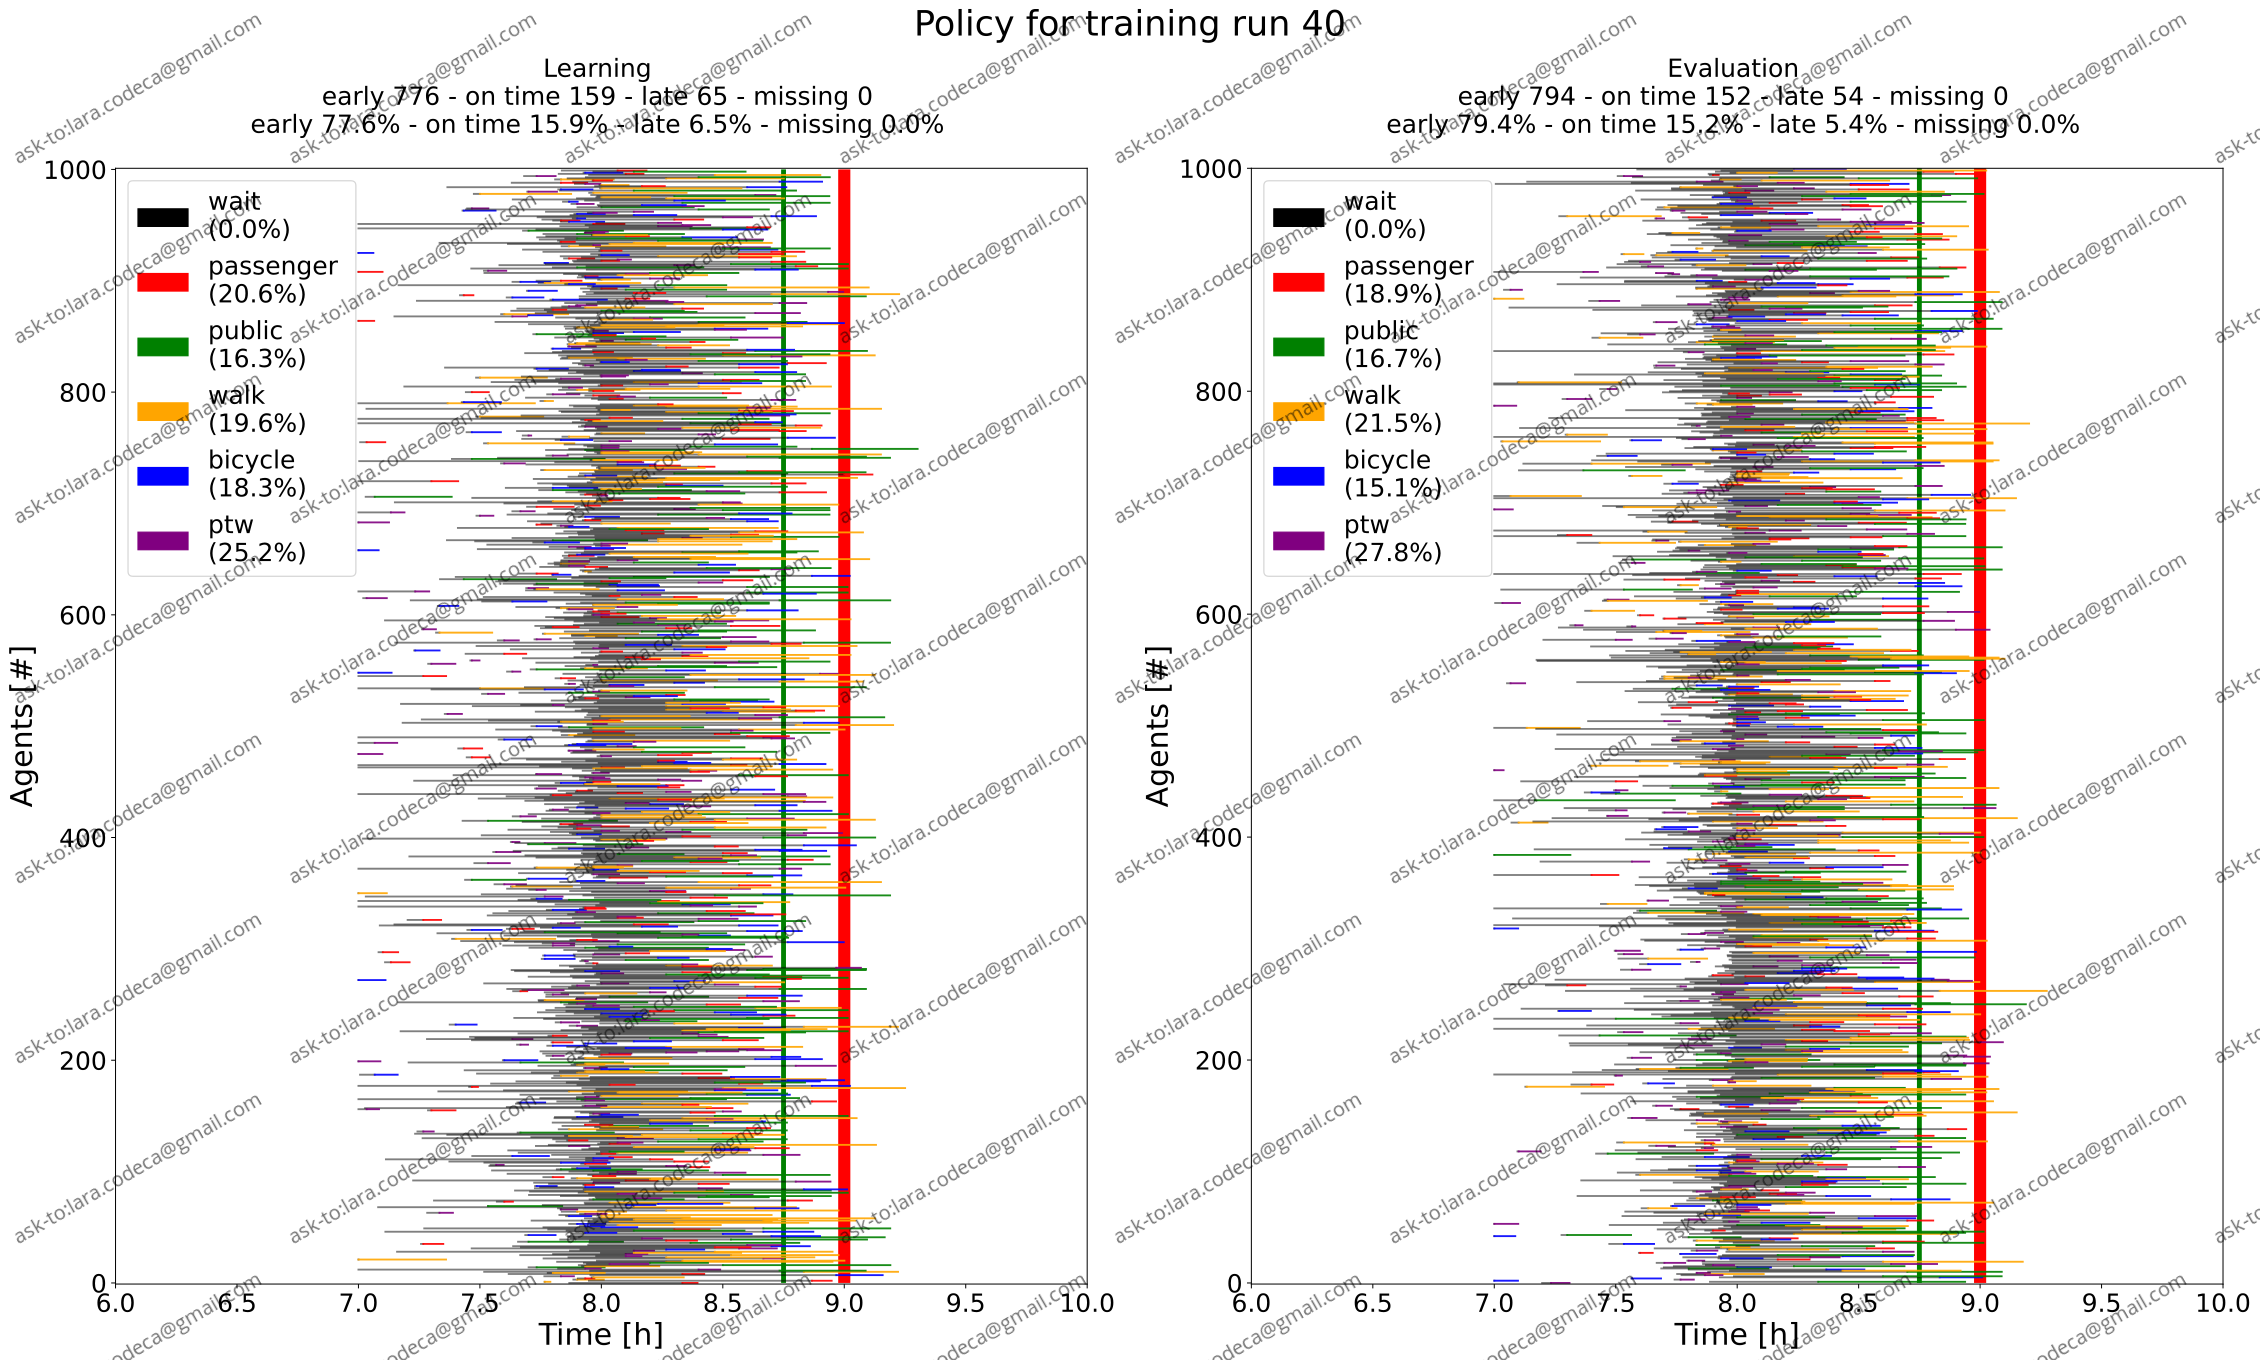 Policy for training run 40
Learning
early 776 - on time 159 - late 65 - missing 0
early 77.6% - on time 15.9% - late 6.5% - missing 0.0%
1000
800
600
400
200
0
Agents [#]
wait
(0.0%)
passenger
(20.6%)
public
(16.3%)
walk
(19.6%)
bicycle
(18.3%)
ptw
(25.2%)
6.0 6.5 7.0 7.5 8.0 8.5 9.0 9.5 10.0
Time [h]
Evaluation
early 794 - on time 152 - late 54 - missing 0
early 79.4% - on time 15.2% - late 5.4% - missing 0.0%
1000
800
600
400
200
0
Agents [#]
wait
(0.0%)
passenger
(18.9%)
public
(16.7%)
walk
(21.5%)
bicycle
(15.1%)
ptw
(27.8%)
6.0 6.5 7.0 7.5 8.0 8.5 9.0 9.5 10.0
Time [h]
ask-to:lara.codeca@gmail.com